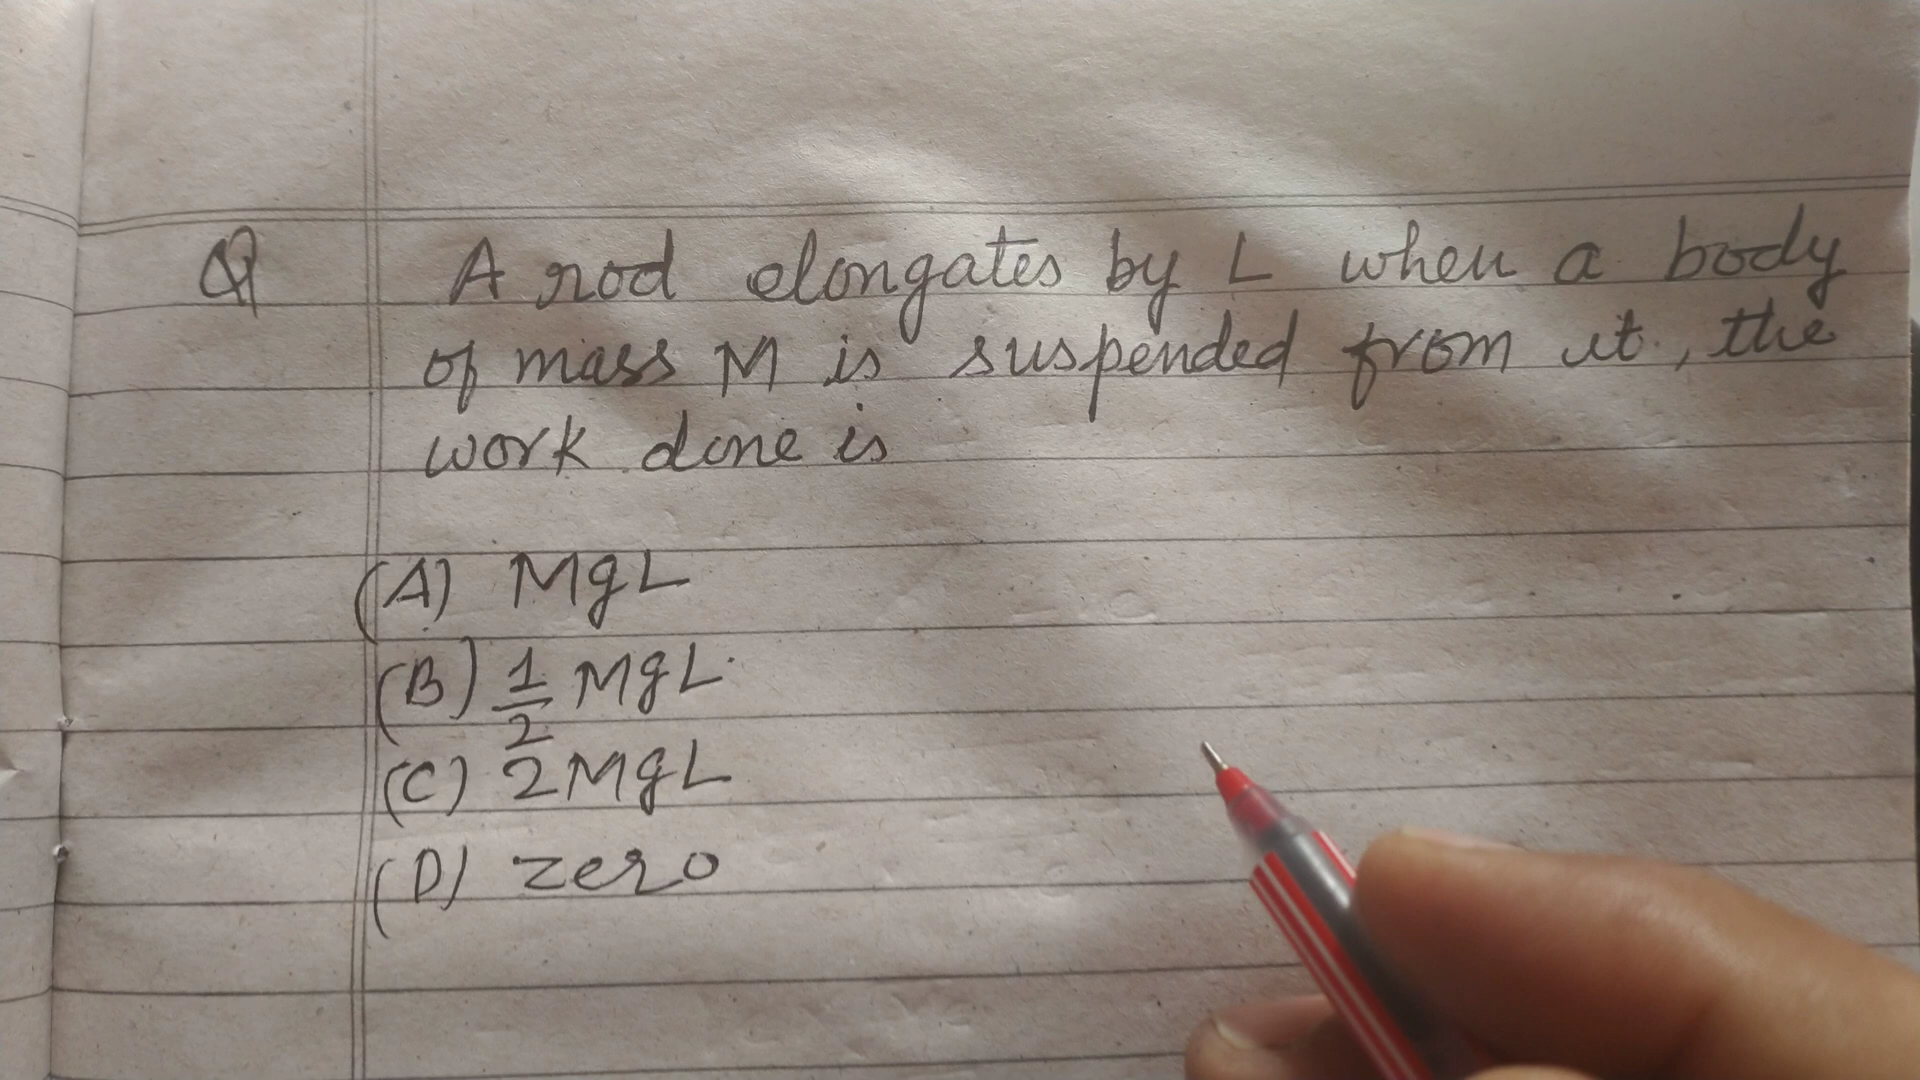 Q A rod elongates by L when a body
of mass M is suspended from it, the
work done is
(A) MgL
(B) 1/2 MgL
(C) 2MgL
(D) zero